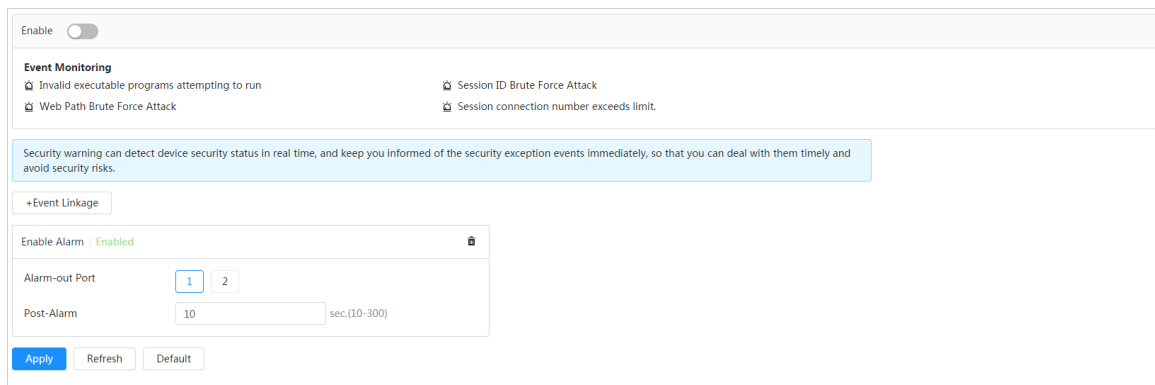 Enable
Event Monitoring
Invalid executable programs attempting to run
Session ID Brute Force Attack
Web Path Brute Force Attack
Session connection number exceeds limit.
Security warning can detect device security status in real time, and keep you informed of the security exception events immediately, so that you can deal with them timely and
avoid security risks.
+Event Linkage
Enable Alarm | Enabled
Alarm-out Port 1 2
Post-Alarm 10 sec.(10-300)
Apply Refresh Default